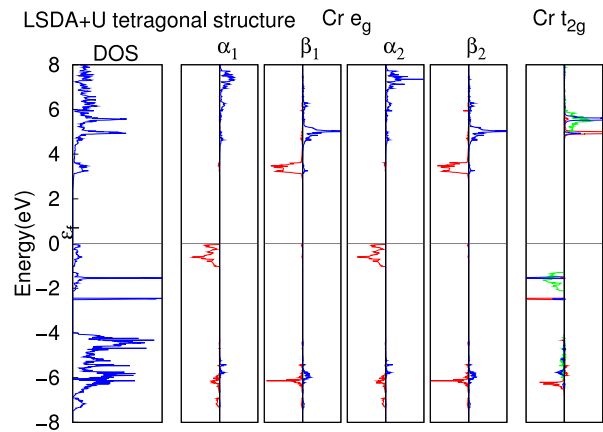 LSDA+U tetragonal structure Cr e_g Cr t_2g
DOS α_1 β_1 α_2 β_2
Energy(eV)
ε_f
8
6
4
2
0
−2
−4
−6
−8